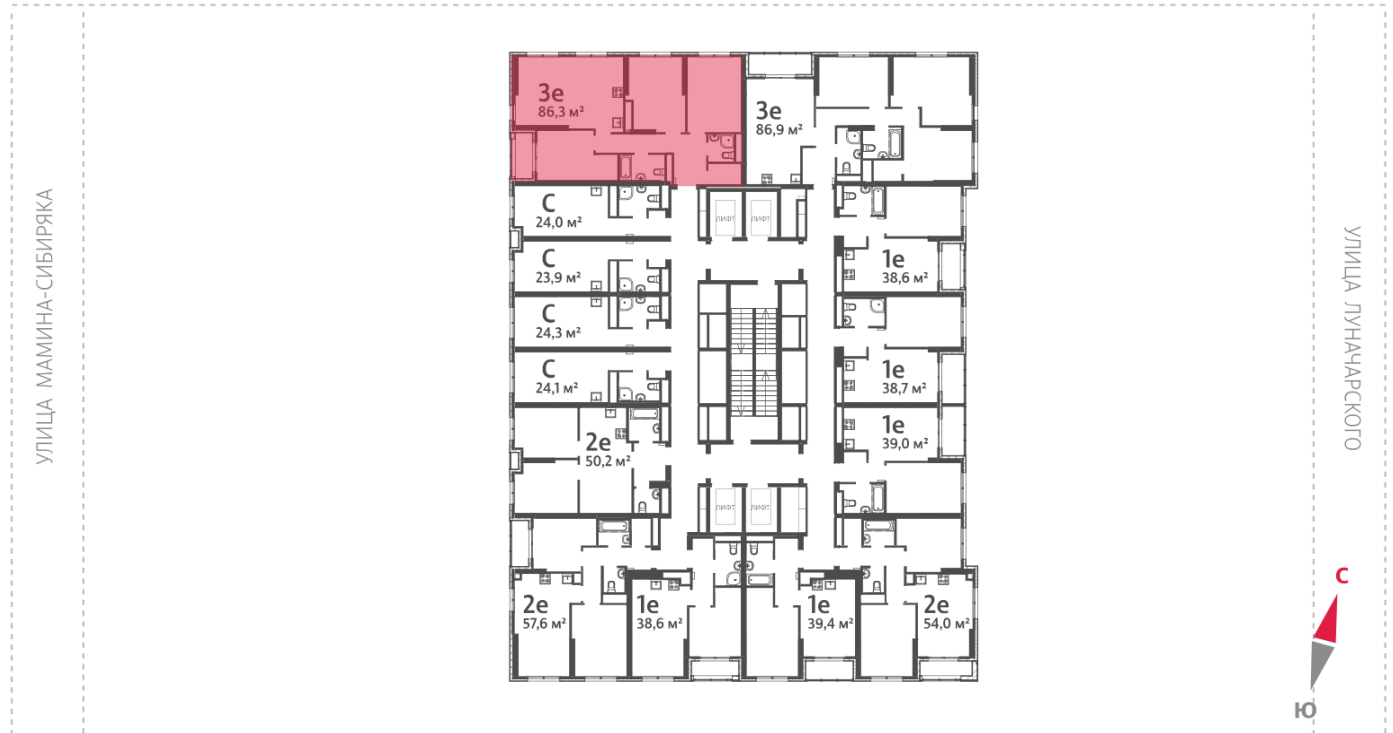 УЛИЦА МАМИНА-СИБИРЯКА
3е
86,3 м²
3е
86,9 м²
С
24,0 м²
ЛИФТ
ЛИФТ
С
23,9 м²
1е
38,6 м²
С
24,3 м²
С
24,1 м²
1е
38,7 м²
1е
39,0 м²
2е
50,2 м²
ЛИФТ
ЛИФТ
2е
57,6 м²
1е
38,6 м²
1е
39,4 м²
2е
54,0 м²
УЛИЦА ЛУНАЧАРСКОГО
С
Ю